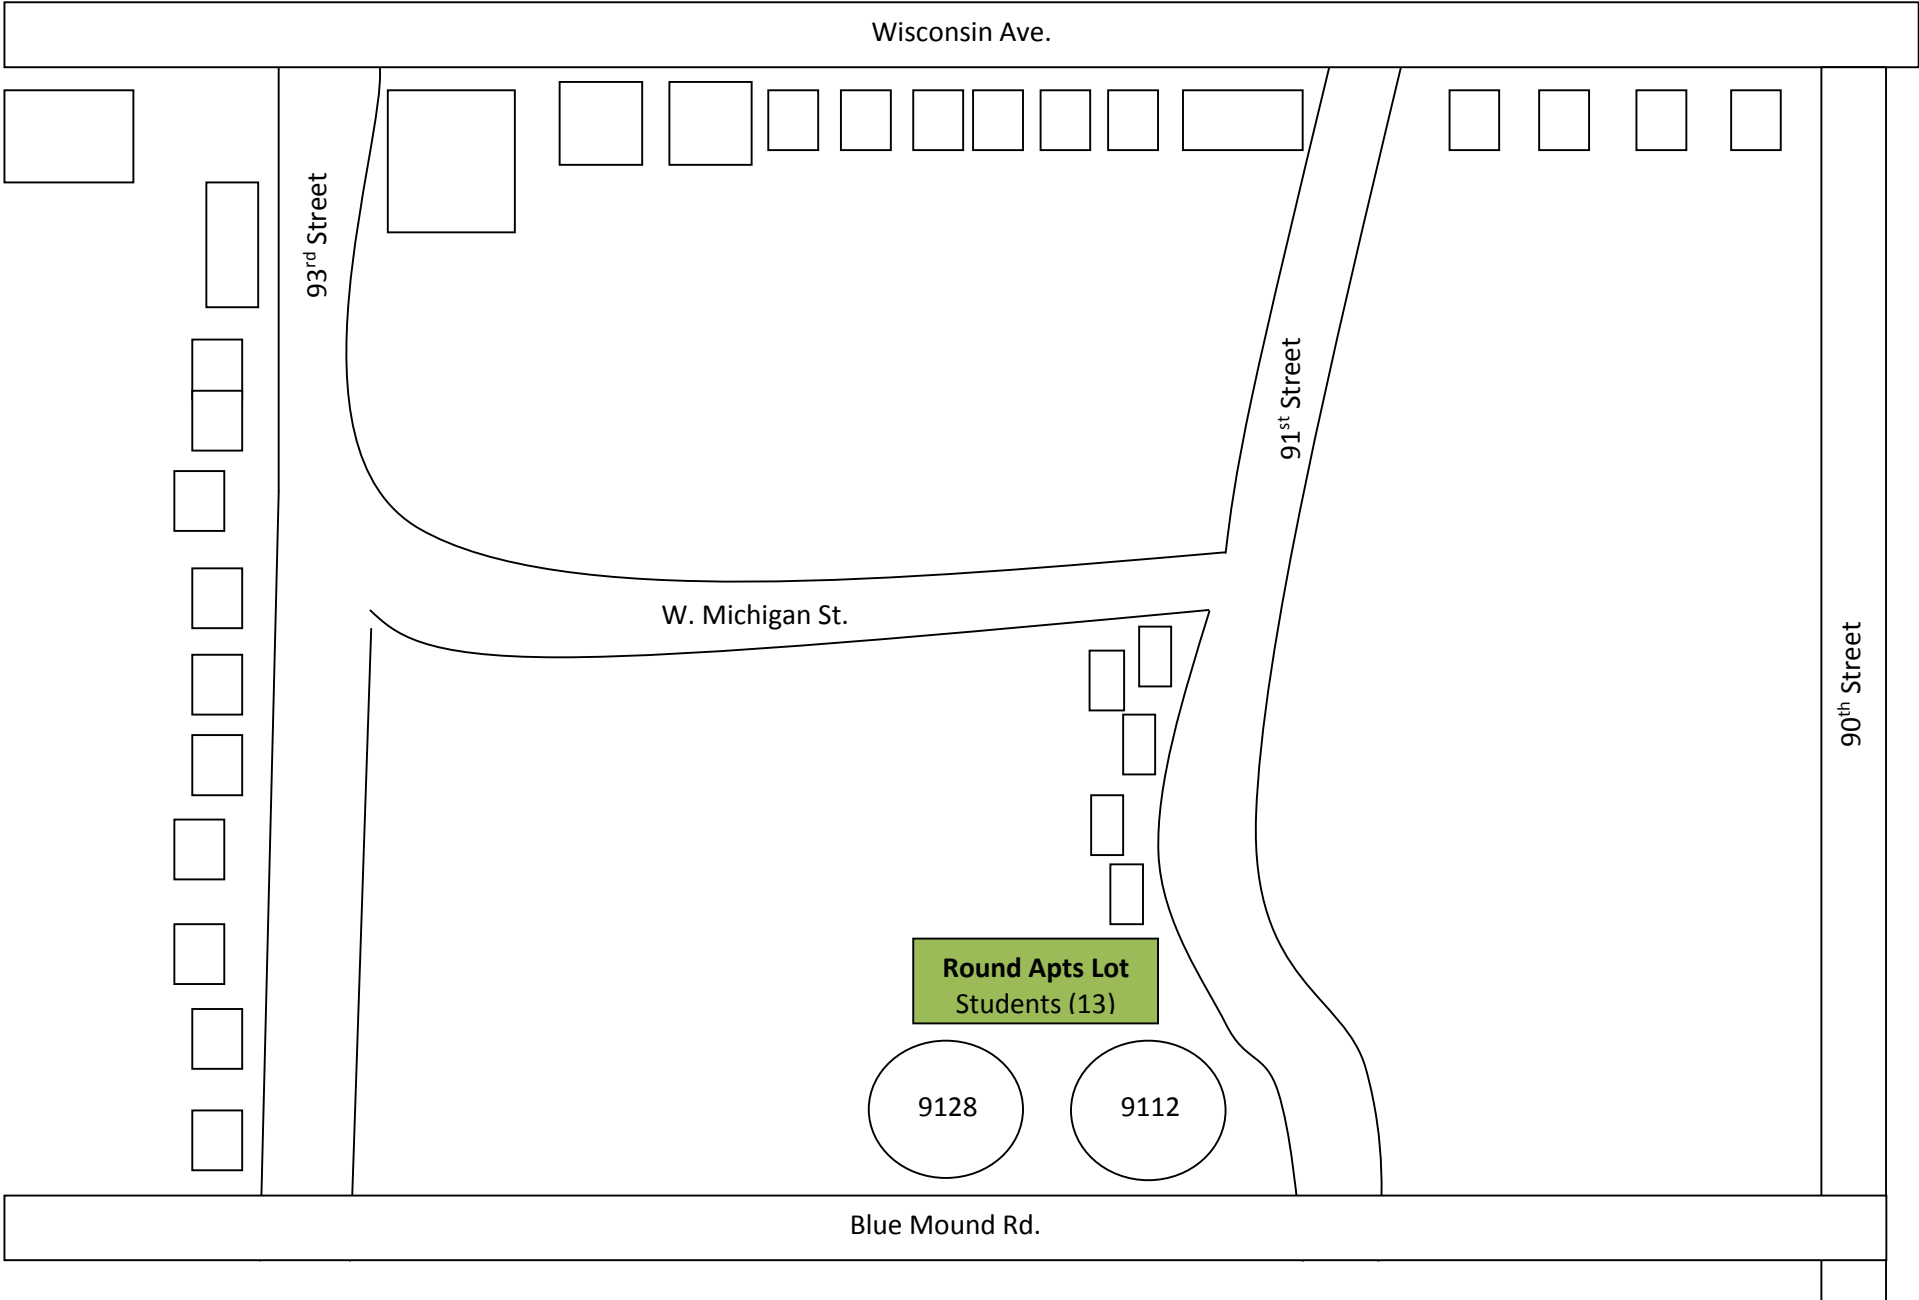 Wisconsin Ave.
93rd Street
91st Street
W. Michigan St.
90th Street
Round Apts Lot
Students (13)
9128
9112
Blue Mound Rd.